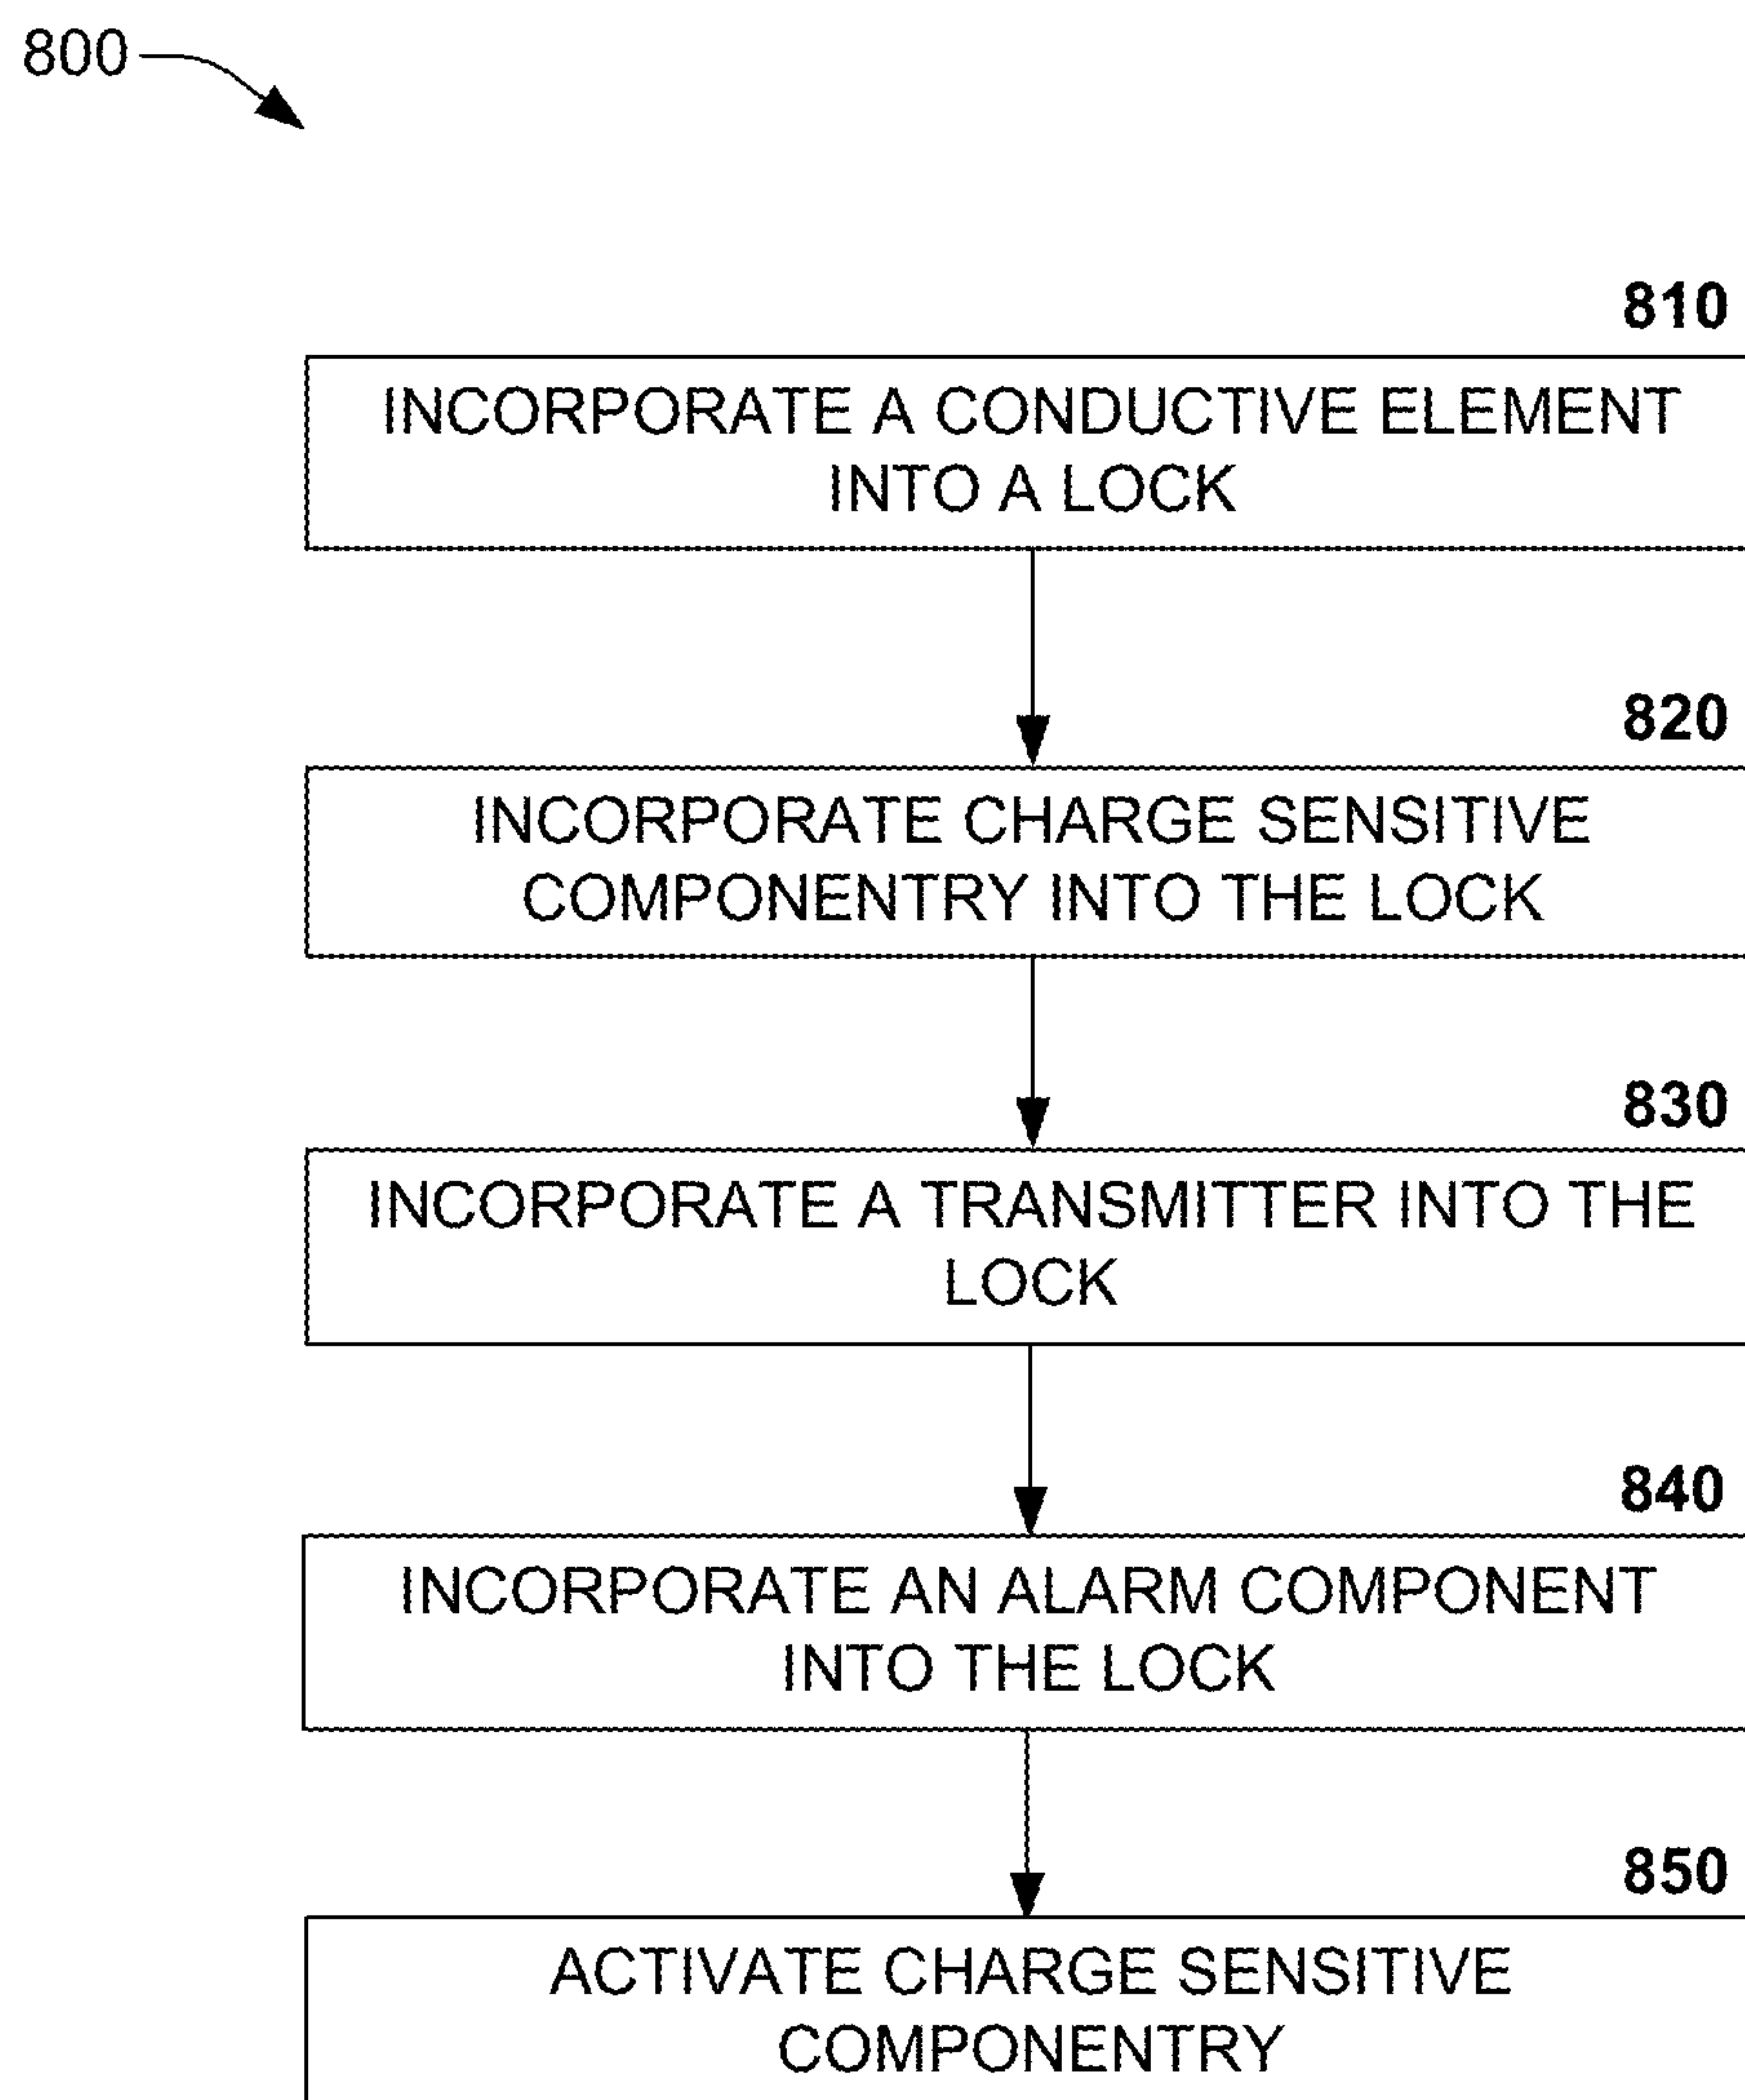 800
810
INCORPORATE A CONDUCTIVE ELEMENT
INTO A LOCK
820
INCORPORATE CHARGE SENSITIVE
COMPONENTRY INTO THE LOCK
830
INCORPORATE A TRANSMITTER INTO THE
LOCK
840
INCORPORATE AN ALARM COMPONENT
INTO THE LOCK
850
ACTIVATE CHARGE SENSITIVE
COMPONENTRY